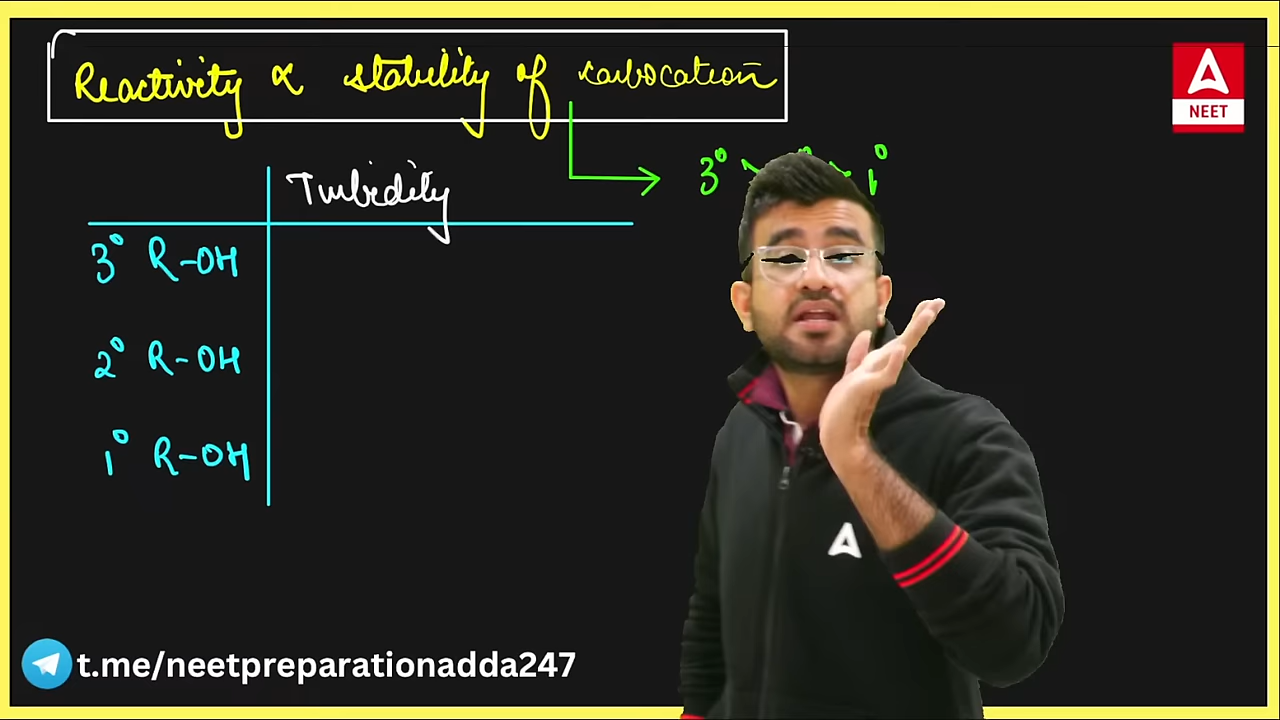 Reactivity ∝ stability of carbocation
3° > > 1°
Turbidity
3° R-OH
2° R-OH
1° R-OH
A
NEET
A
t.me/neetpreparationadda247